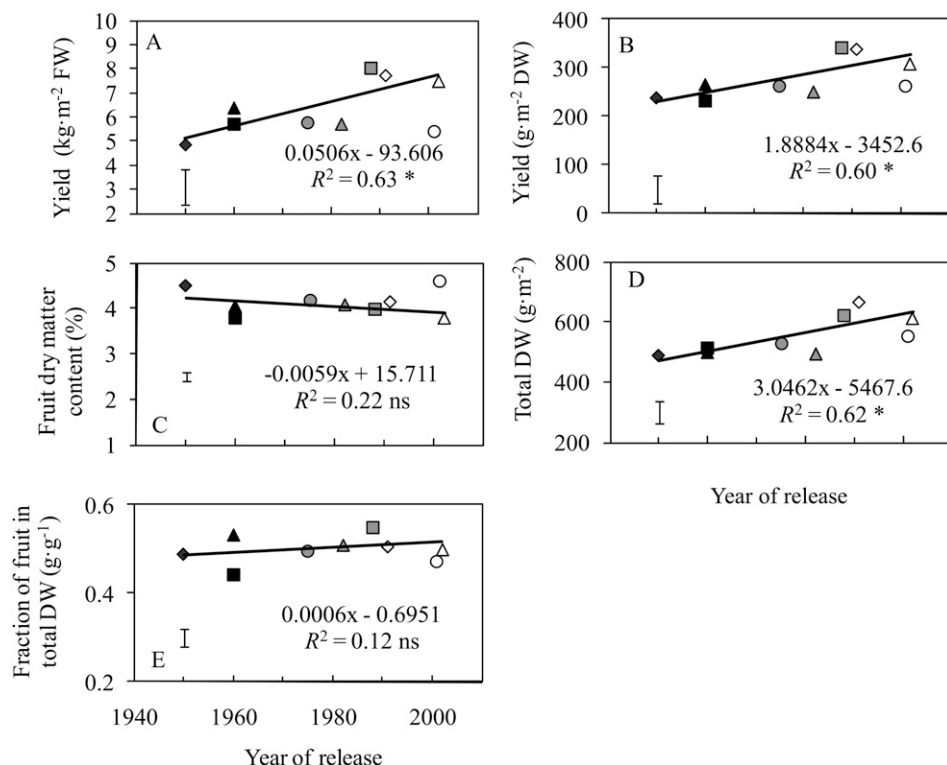 A
Yield (kg·m-2 FW)
10
9
8
7
6
5
4
3
2
0.0506x - 93.606
R2 = 0.63 *
B
Yield (g·m-2 DW)
400
300
200
100
0
1.8884x - 3452.6
R2 = 0.60 *
C
Fruit dry matter
content (%)
5
4
3
2
1
-0.0059x + 15.711
R2 = 0.22 ns
D
Total DW (g·m-2)
800
600
400
200
3.0462x - 5467.6
R2 = 0.62 *
Year of release
E
Fraction of fruit in
total DW (g·g-1)
0.6
0.4
0.2
0.0006x - 0.6951
R2 = 0.12 ns
1940 1960 1980 2000
Year of release